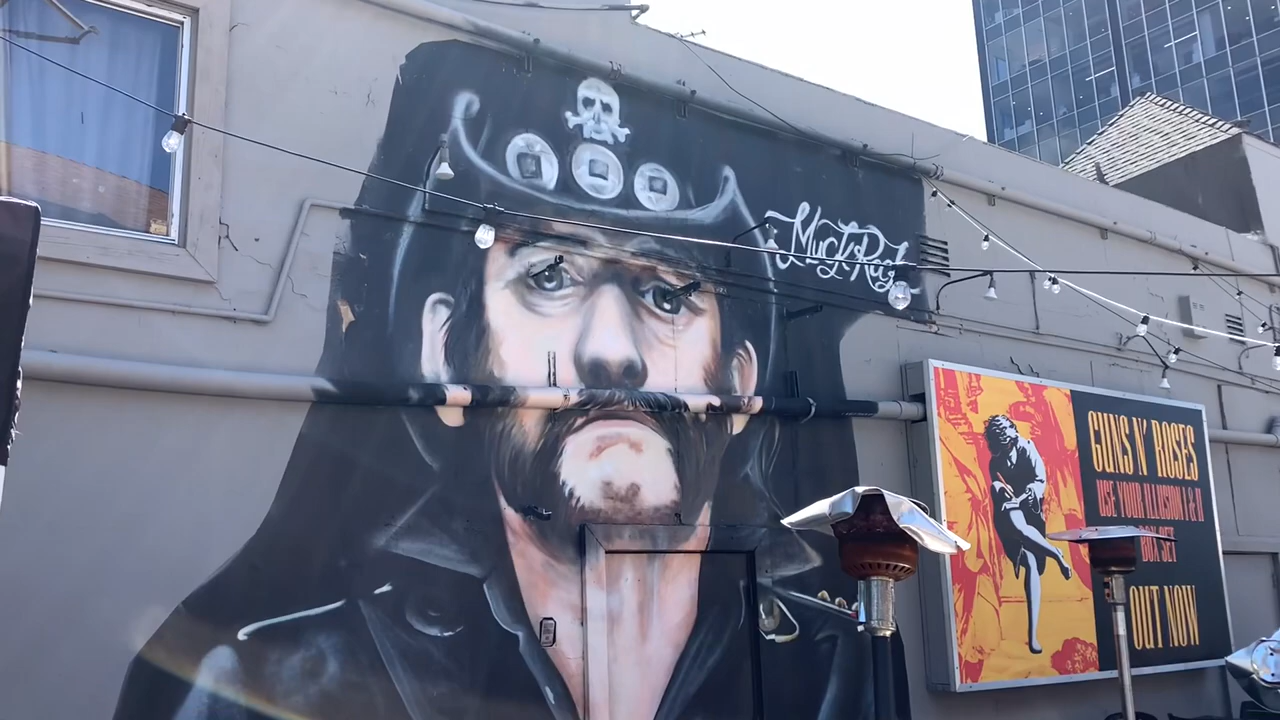 MuckRock
GUNS N' ROSES
USE YOUR ILLUSION I & II
BOX SET
OUT NOW